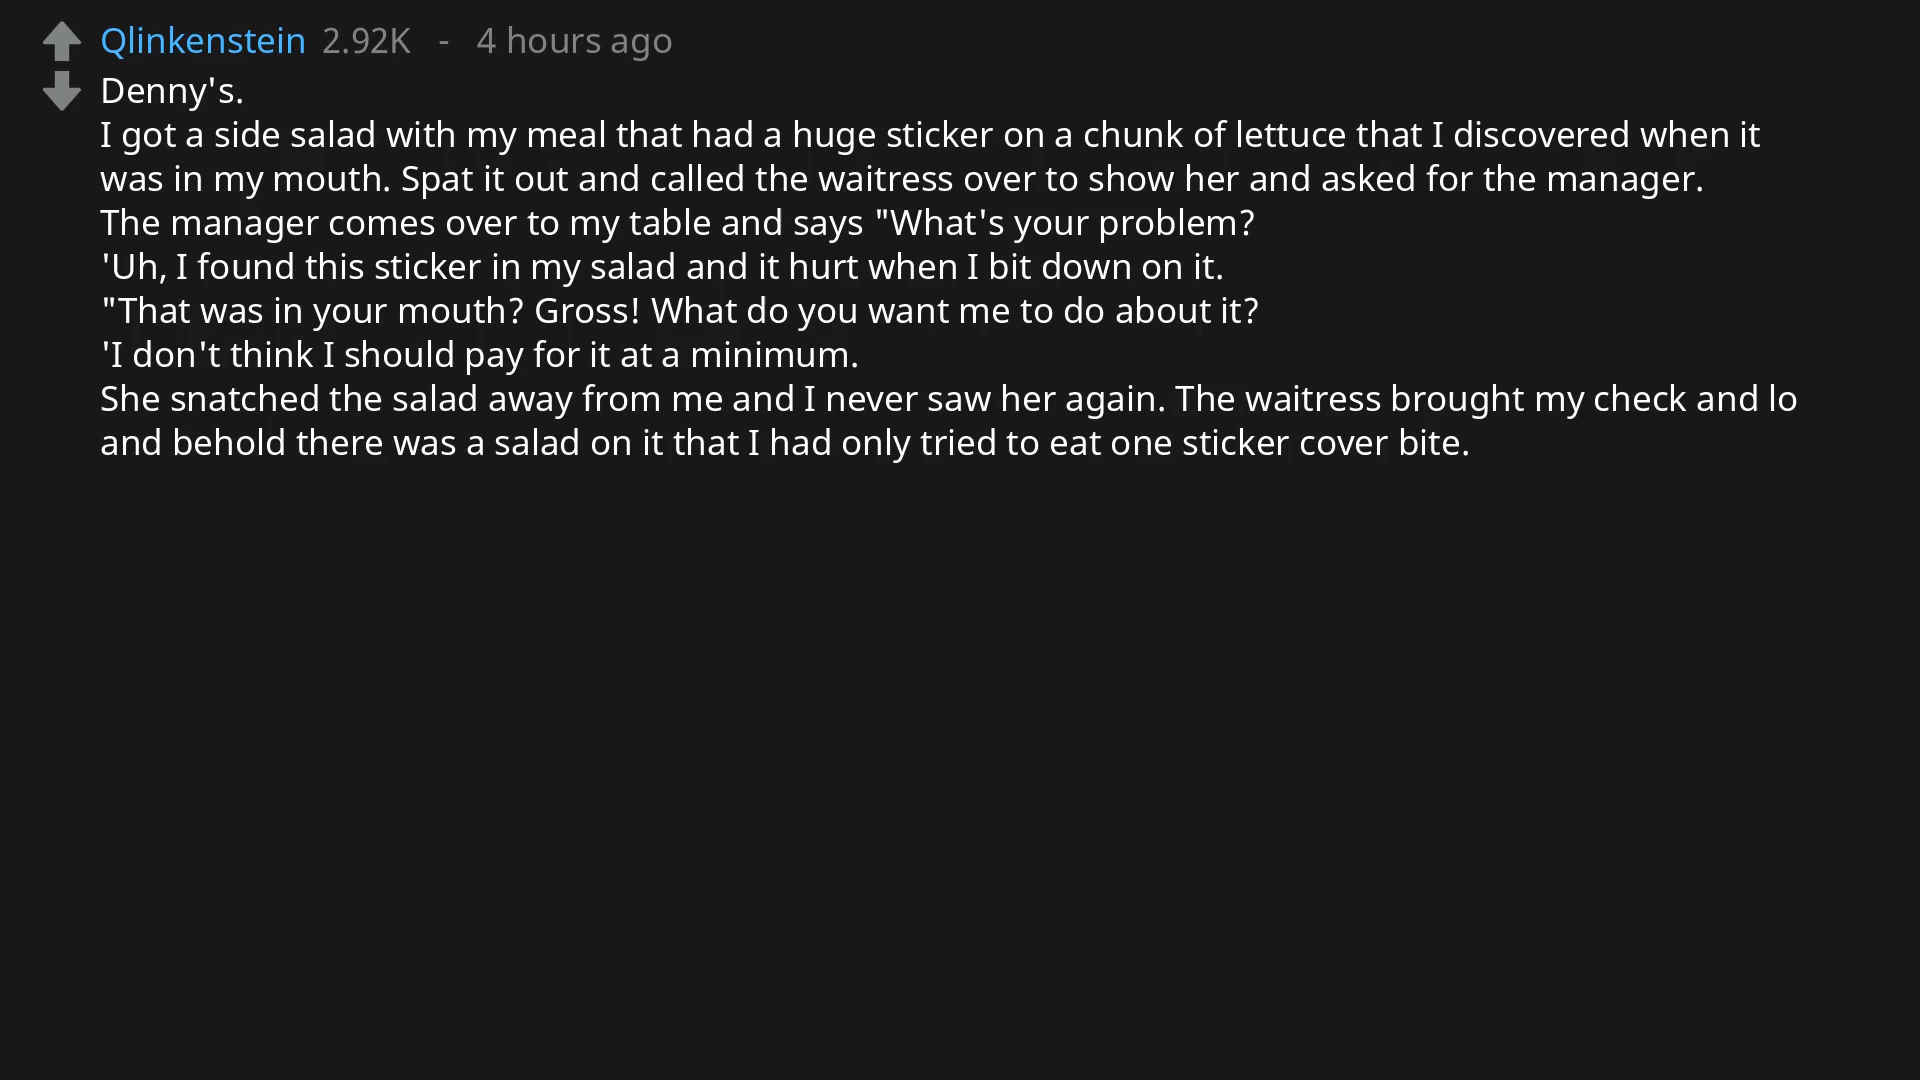 Qlinkenstein 2.92K - 4 hours ago
Denny's.
I got a side salad with my meal that had a huge sticker on a chunk of lettuce that I discovered when it
was in my mouth. Spat it out and called the waitress over to show her and asked for the manager.
The manager comes over to my table and says "What's your problem?
'Uh, I found this sticker in my salad and it hurt when I bit down on it.
"That was in your mouth? Gross! What do you want me to do about it?
'I don't think I should pay for it at a minimum.
She snatched the salad away from me and I never saw her again. The waitress brought my check and lo
and behold there was a salad on it that I had only tried to eat one sticker cover bite.